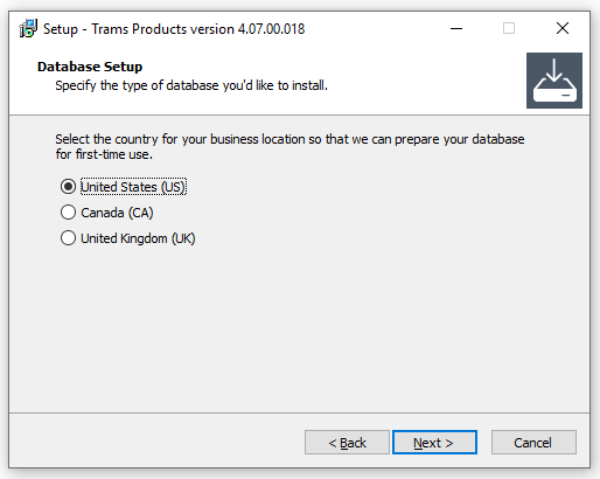 Setup - Trams Products version 4.07.00.018
Database Setup
Specify the type of database you'd like to install.
Select the country for your business location so that we can prepare your database
for first-time use.
United States (US)
Canada (CA)
United Kingdom (UK)
< Back
Next >
Cancel